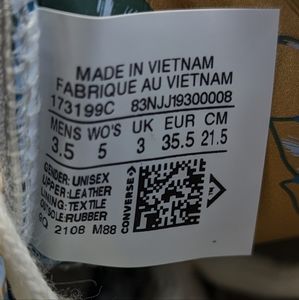 MADE IN VIETNAM
FABRIQUE AU VIETNAM
173199C 83NJJ19300008
MENS WO'S UK EUR CM
3.5 5 3 35.5 21.5
GENDER: UNISEX
UPPER: LEATHER
LINING: TEXTILE
OUTSOLE: RUBBER
2108 M88
CONVERSE